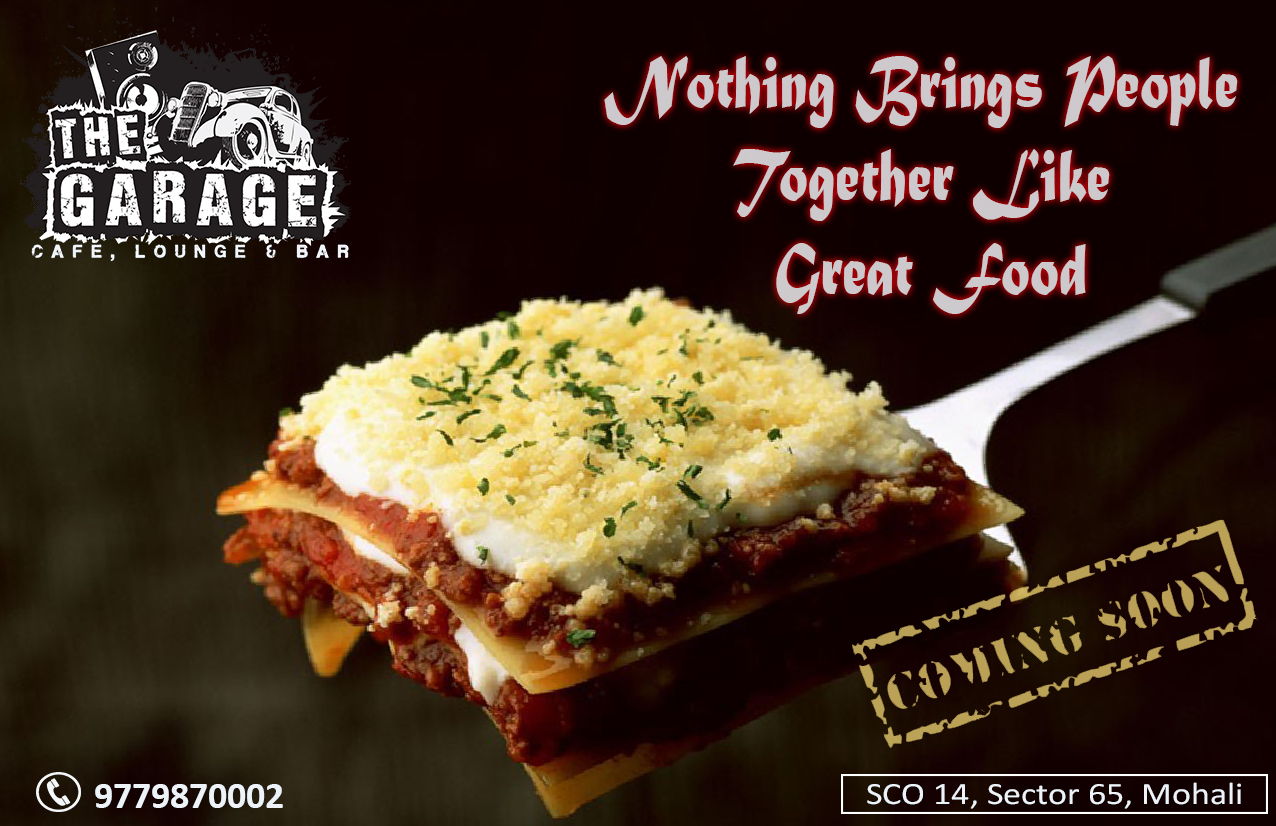 THE
GARAGE
CAFE, LOUNGE & BAR
Nothing Brings People
Together Like
Great Food
COMING SOON
9779870002
SCO 14, Sector 65, Mohali